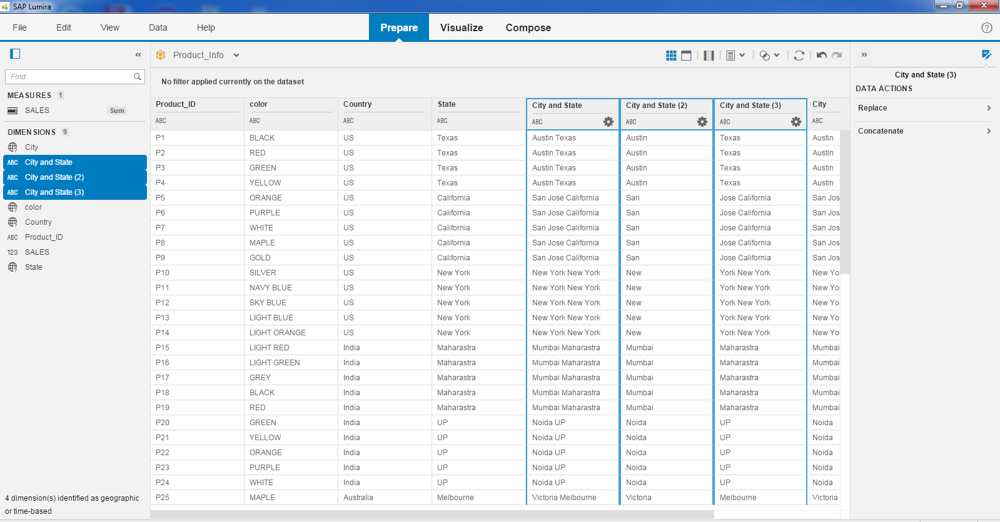 SAP Lumira
File Edit View Data Help Prepare Visualize Compose ?
« Product_Info »
Find
No filter applied currently on the dataset
City and State (3)
DATA ACTIONS
Replace
Concatenate
MEASURES 1
SALES Sum
DIMENSIONS 9
City
ABC City and State
ABC City and State (2)
ABC City and State (3)
color
Country
ABC Product_ID
123 SALES
State
4 dimension(s) identified as geographic
or time-based
Product_ID color Country State City and State City and State (2) City and State (3) City
ABC ABC ABC ABC ABC ABC ABC ABC
P1 BLACK US Texas Austin Texas Austin Texas Austin
P2 RED US Texas Austin Texas Austin Texas Austin
P3 GREEN US Texas Austin Texas Austin Texas Austin
P4 YELLOW US Texas Austin Texas Austin Texas Austin
P5 ORANGE US California San Jose California San Jose California San Jos
P6 PURPLE US California San Jose California San Jose California San Jos
P7 WHITE US California San Jose California San Jose California San Jos
P8 MAPLE US California San Jose California San Jose California San Jos
P9 GOLD US California San Jose California San Jose California San Jos
P10 SILVER US New York New York New York New York New York New Yo
P11 NAVY BLUE US New York New York New York New York New York New Yo
P12 SKY BLUE US New York New York New York New York New York New Yo
P13 LIGHT BLUE US New York New York New York New York New York New Yo
P14 LIGHT ORANGE US New York New York New York New York New York New Yo
P15 LIGHT RED India Maharastra Mumbai Maharastra Mumbai Maharastra Mumbai
P16 LIGHT GREEN India Maharastra Mumbai Maharastra Mumbai Maharastra Mumbai
P17 GREY India Maharastra Mumbai Maharastra Mumbai Maharastra Mumbai
P18 BLACK India Maharastra Mumbai Maharastra Mumbai Maharastra Mumbai
P19 RED India Maharastra Mumbai Maharastra Mumbai Maharastra Mumbai
P20 GREEN India UP Noida UP Noida UP Noida
P21 YELLOW India UP Noida UP Noida UP Noida
P22 ORANGE India UP Noida UP Noida UP Noida
P23 PURPLE India UP Noida UP Noida UP Noida
P24 WHITE India UP Noida UP Noida UP Noida
P25 MAPLE Australia Melbourne Victoria Melbourne Victoria Melbourne Victoria